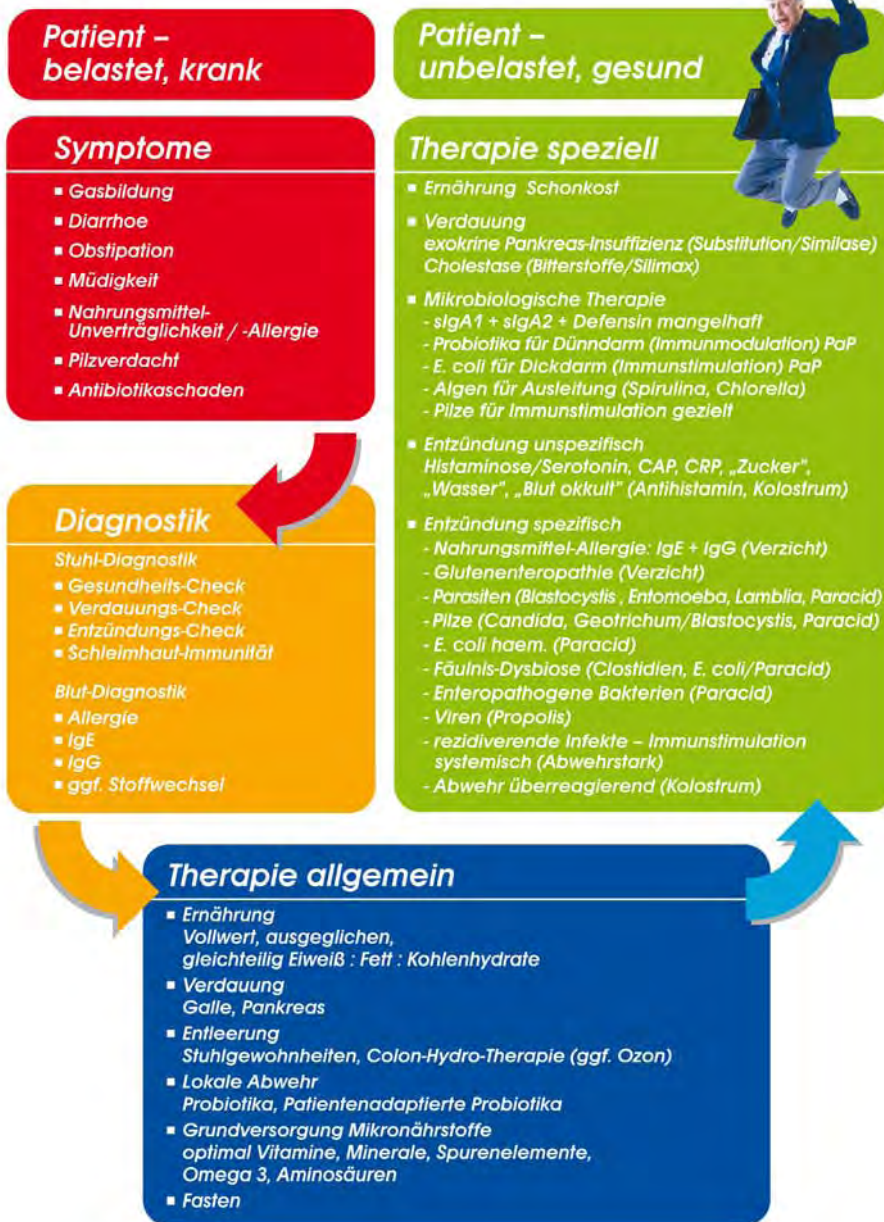 Patient –
belastet, krank
Symptome
▪ Gasbildung
▪ Diarrhoe
▪ Obstipation
▪ Müdigkeit
▪ Nahrungsmittel-
Unverträglichkeit / -Allergie
▪ Pilzverdacht
▪ Antibiotikaschaden
Diagnostik
Stuhl-Diagnostik
▪ Gesundheits-Check
▪ Verdauungs-Check
▪ Entzündungs-Check
▪ Schleimhaut-Immunität
Blut-Diagnostik
▪ Allergie
▪ IgE
▪ IgG
▪ ggf. Stoffwechsel
Therapie allgemein
▪ Ernährung
Vollwert, ausgeglichen,
gleichteilig Eiweiß : Fett : Kohlenhydrate
▪ Verdauung
Galle, Pankreas
▪ Entleerung
Stuhlgewohnheiten, Colon-Hydro-Therapie (ggf. Ozon)
▪ Lokale Abwehr
Probiotika, Patientenadaptierte Probiotika
▪ Grundversorgung Mikronährstoffe
optimal Vitamine, Minerale, Spurenelemente,
Omega 3, Aminosäuren
▪ Fasten
Patient –
unbelastet, gesund
Therapie speziell
▪ Ernährung Schonkost
▪ Verdauung
exokrine Pankreas-Insuffizienz (Substitution/Similase)
Cholestase (Bitterstoffe/Silimax)
▪ Mikrobiologische Therapie
- sIgA1 + sIgA2 + Defensin mangelhaft
- Probiotika für Dünndarm (Immunmodulation) PaP
- E. coli für Dickdarm (Immunstimulation) PaP
- Algen für Ausleitung (Spirulina, Chlorella)
- Pilze für Immunstimulation gezielt
▪ Entzündung unspezifisch
Histaminose/Serotonin, CAP, CRP, „Zucker",
„Wasser", „Blut okkult" (Antihistamin, Kolostrum)
▪ Entzündung spezifisch
- Nahrungsmittel-Allergie: IgE + IgG (Verzicht)
- Glutenenteropathie (Verzicht)
- Parasiten (Blastocystis , Entomoeba, Lamblia, Paracid)
- Pilze (Candida, Geotrichum/Blastocystis, Paracid)
- E. coli haem. (Paracid)
- Fäulnis-Dysbiose (Clostidien, E. coli/Paracid)
- Enteropathogene Bakterien (Paracid)
- Viren (Propolis)
- rezidiverende Infekte – Immunstimulation
systemisch (Abwehrstark)
- Abwehr überreagierend (Kolostrum)